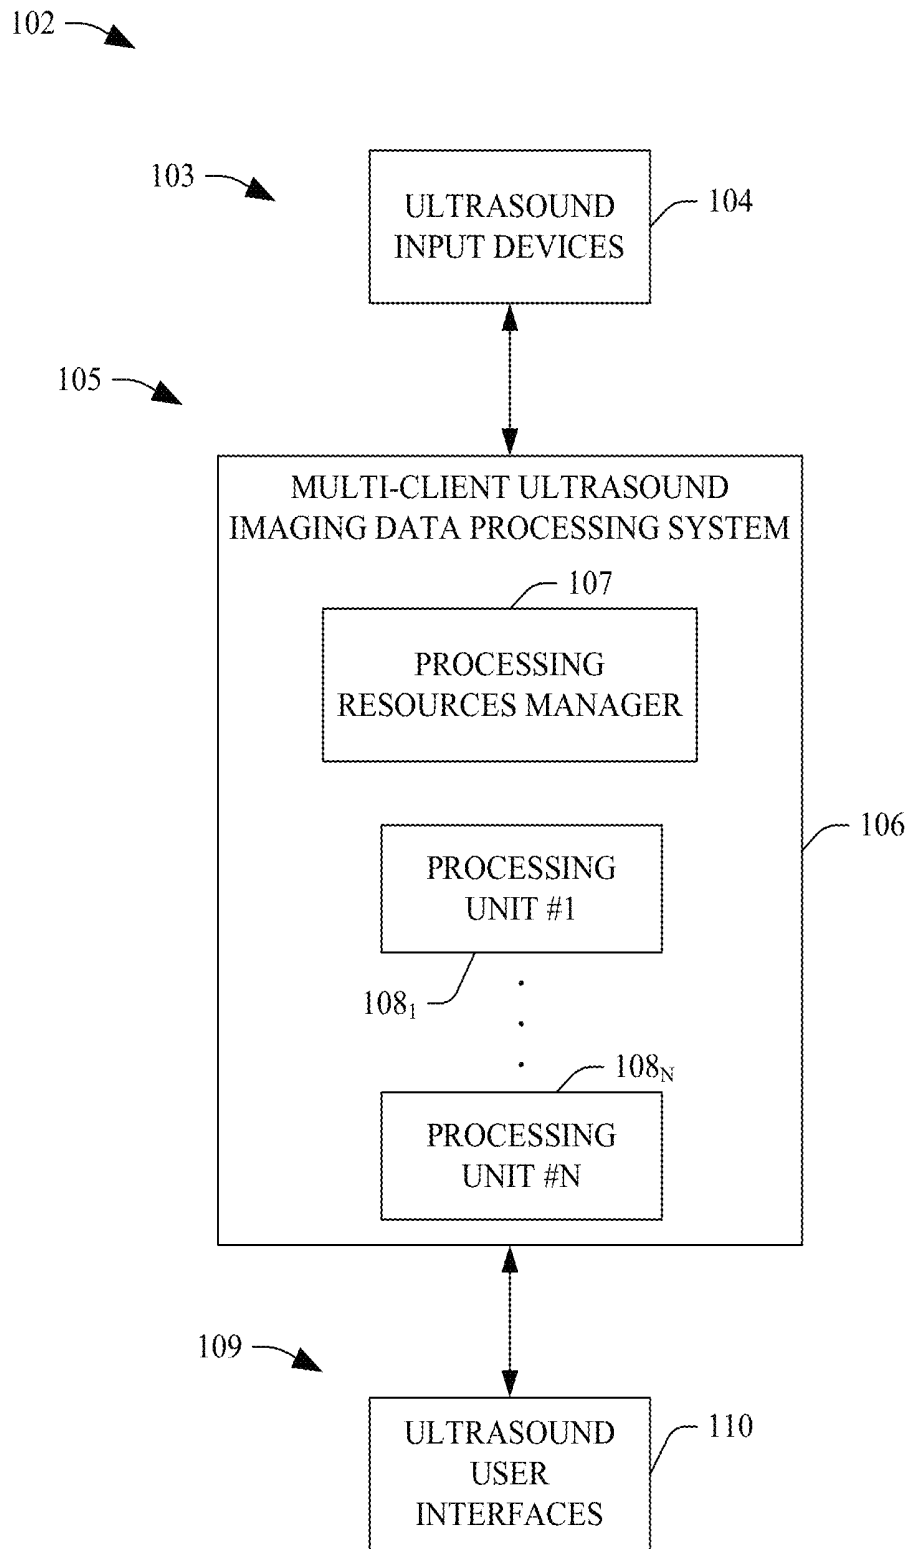 102
103
ULTRASOUND
INPUT DEVICES
104
105
MULTI-CLIENT ULTRASOUND
IMAGING DATA PROCESSING SYSTEM
107
PROCESSING
RESOURCES MANAGER
106
PROCESSING
UNIT #1
108₁
108_N
PROCESSING
UNIT #N
109
110
ULTRASOUND
USER
INTERFACES